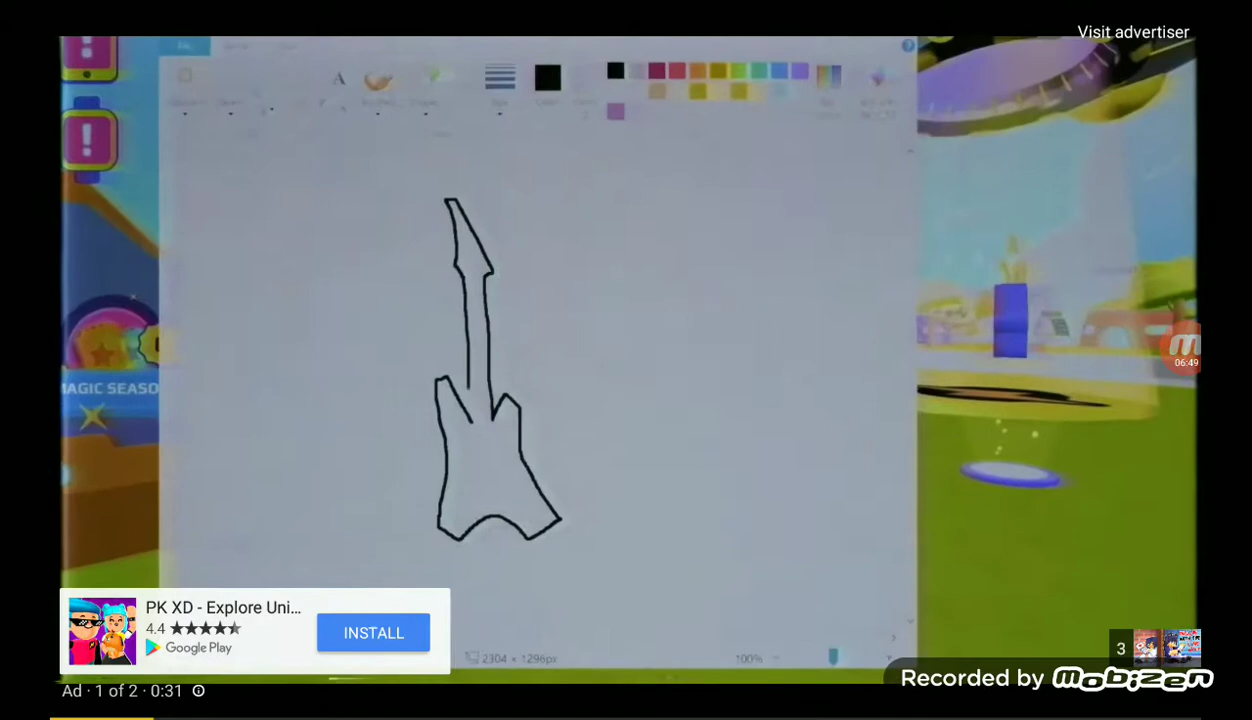 Visit advertiser
A
06:49
MAGIC SEASO
PK XD - Explore Uni...
4.4
Google Play
INSTALL
3
2304 × 1296px
100%
Recorded by Mobizen
Ad · 1 of 2 · 0:31